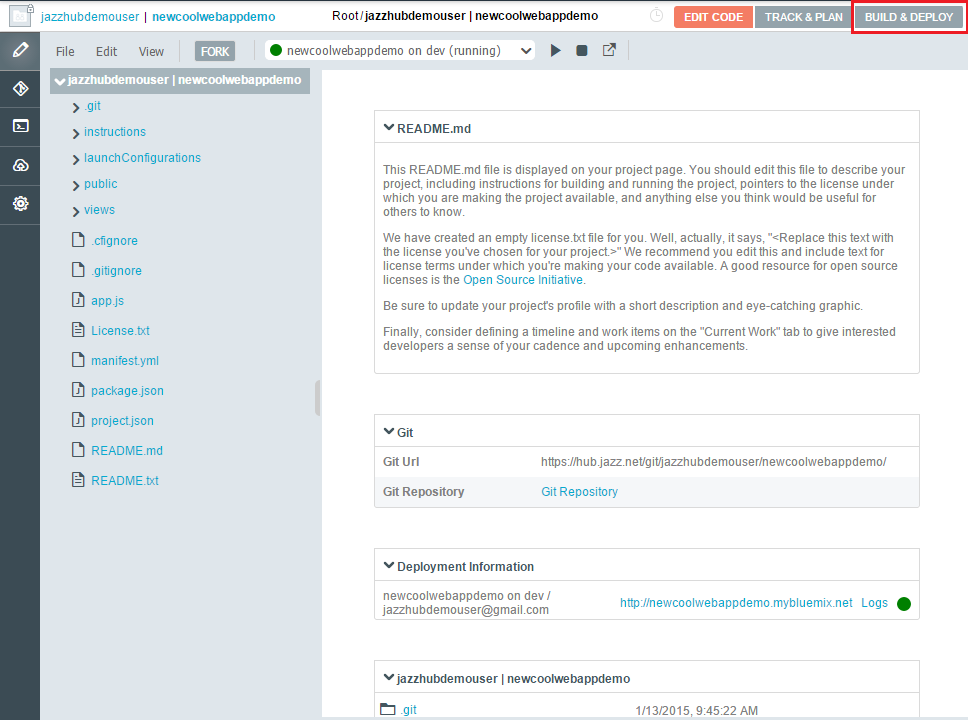 jazzhubdemouser | newcoolwebappdemo
Root/jazzhubdemouser | newcoolwebappdemo
EDIT CODE
TRACK & PLAN
BUILD & DEPLOY
File Edit View FORK
newcoolwebappdemo on dev (running)
jazzhubdemouser | newcoolwebappdemo
.git
instructions
launchConfigurations
public
views
.cfignore
.gitignore
app.js
License.txt
manifest.yml
package.json
project.json
README.md
README.txt
README.md
This README.md file is displayed on your project page. You should edit this file to describe your
project, including instructions for building and running the project, pointers to the license under
which you are making the project available, and anything else you think would be useful for
others to know.
We have created an empty license.txt file for you. Well, actually, it says, "<Replace this text with
the license you've chosen for your project.>" We recommend you edit this and include text for
license terms under which you're making your code available. A good resource for open source
licenses is the Open Source Initiative.
Be sure to update your project's profile with a short description and eye-catching graphic.
Finally, consider defining a timeline and work items on the "Current Work" tab to give interested
developers a sense of your cadence and upcoming enhancements.
Git
Git Url https://hub.jazz.net/git/jazzhubdemouser/newcoolwebappdemo/
Git Repository Git Repository
Deployment Information
newcoolwebappdemo on dev /
jazzhubdemouser@gmail.com
http://newcoolwebappdemo.mybluemix.net Logs
jazzhubdemouser | newcoolwebappdemo
.git 1/13/2015, 9:45:22 AM